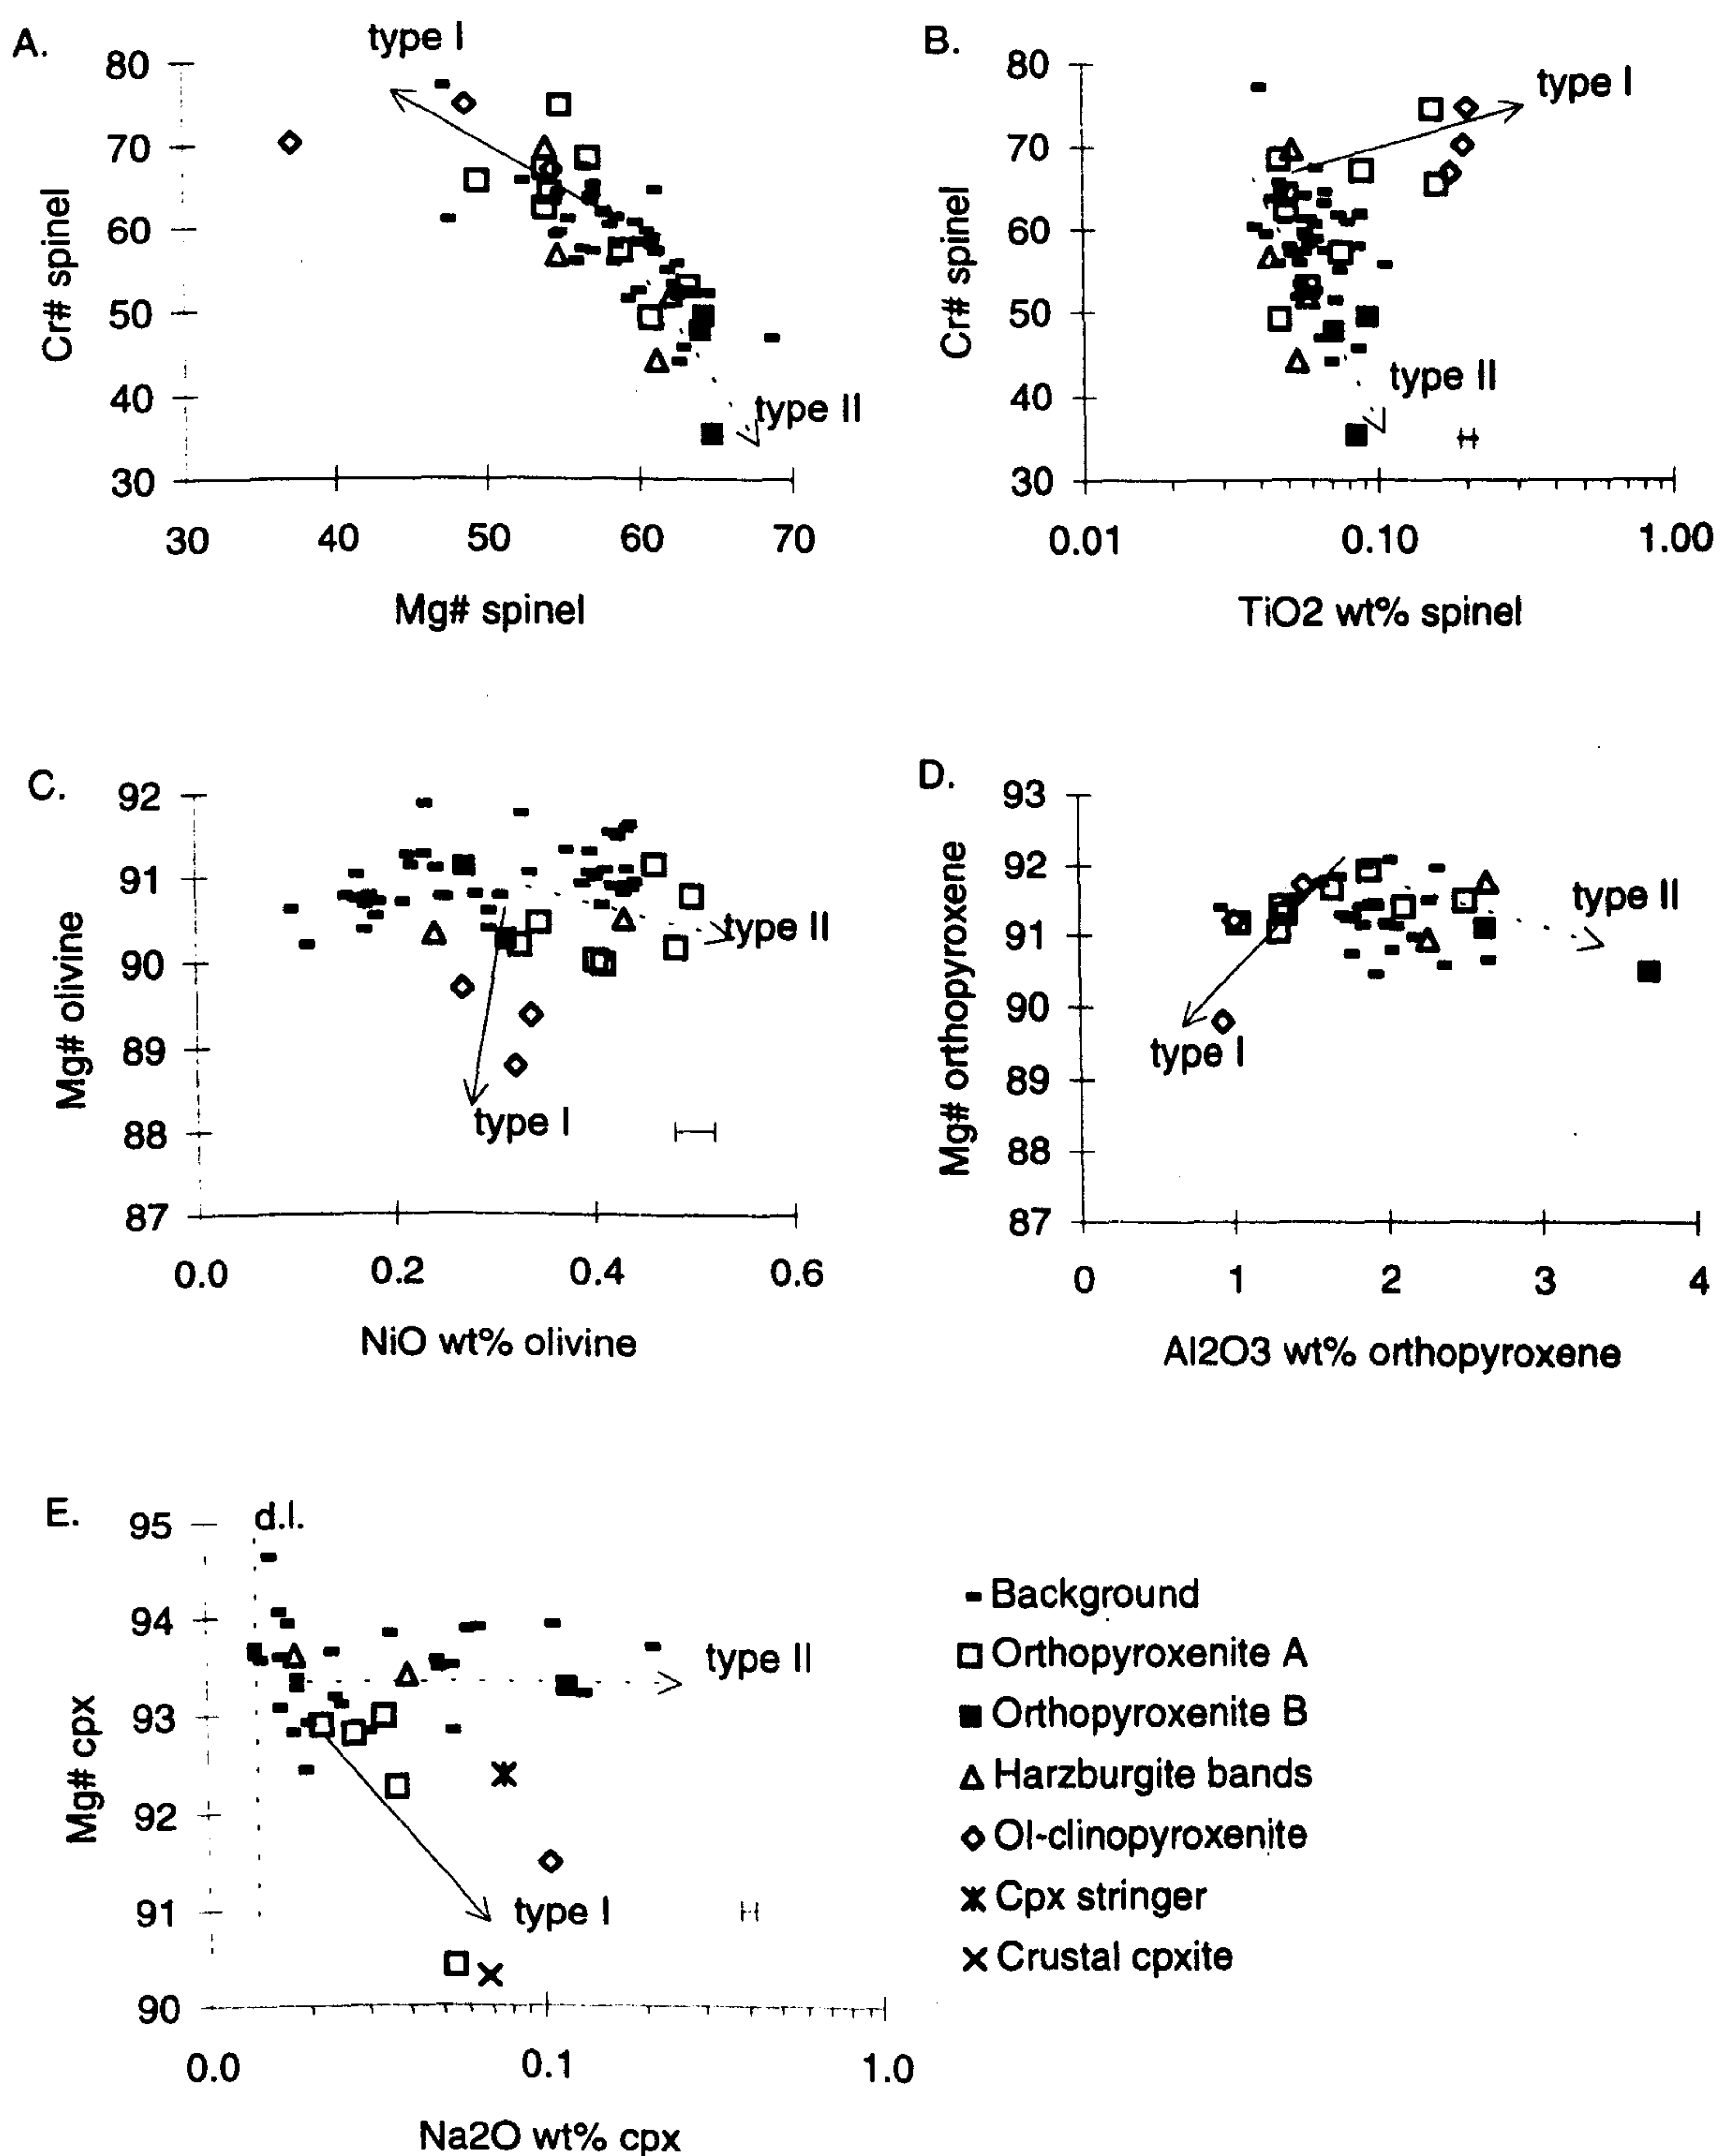 A.
type I
80
70
60
50
40
30
Cr# spinel
type II
30 40 50 60 70
Mg# spinel
B.
80
70
60
50
40
30
Cr# spinel
type I
type II
0.01 0.10 1.00
TiO2 wt% spinel
C.
92
91
90
89
88
87
Mg# olivine
type II
type I
0.0 0.2 0.4 0.6
NiO wt% olivine
D.
93
92
91
90
89
88
87
Mg# orthopyroxene
type II
type I
0 1 2 3 4
Al2O3 wt% orthopyroxene
E.
d.l.
95
94
93
92
91
90
Mg# cpx
type II
type I
0.0 0.1 1.0
Na2O wt% cpx
Background
Orthopyroxenite A
Orthopyroxenite B
Harzburgite bands
Ol-clinopyroxenite
Cpx stringer
Crustal cpxite